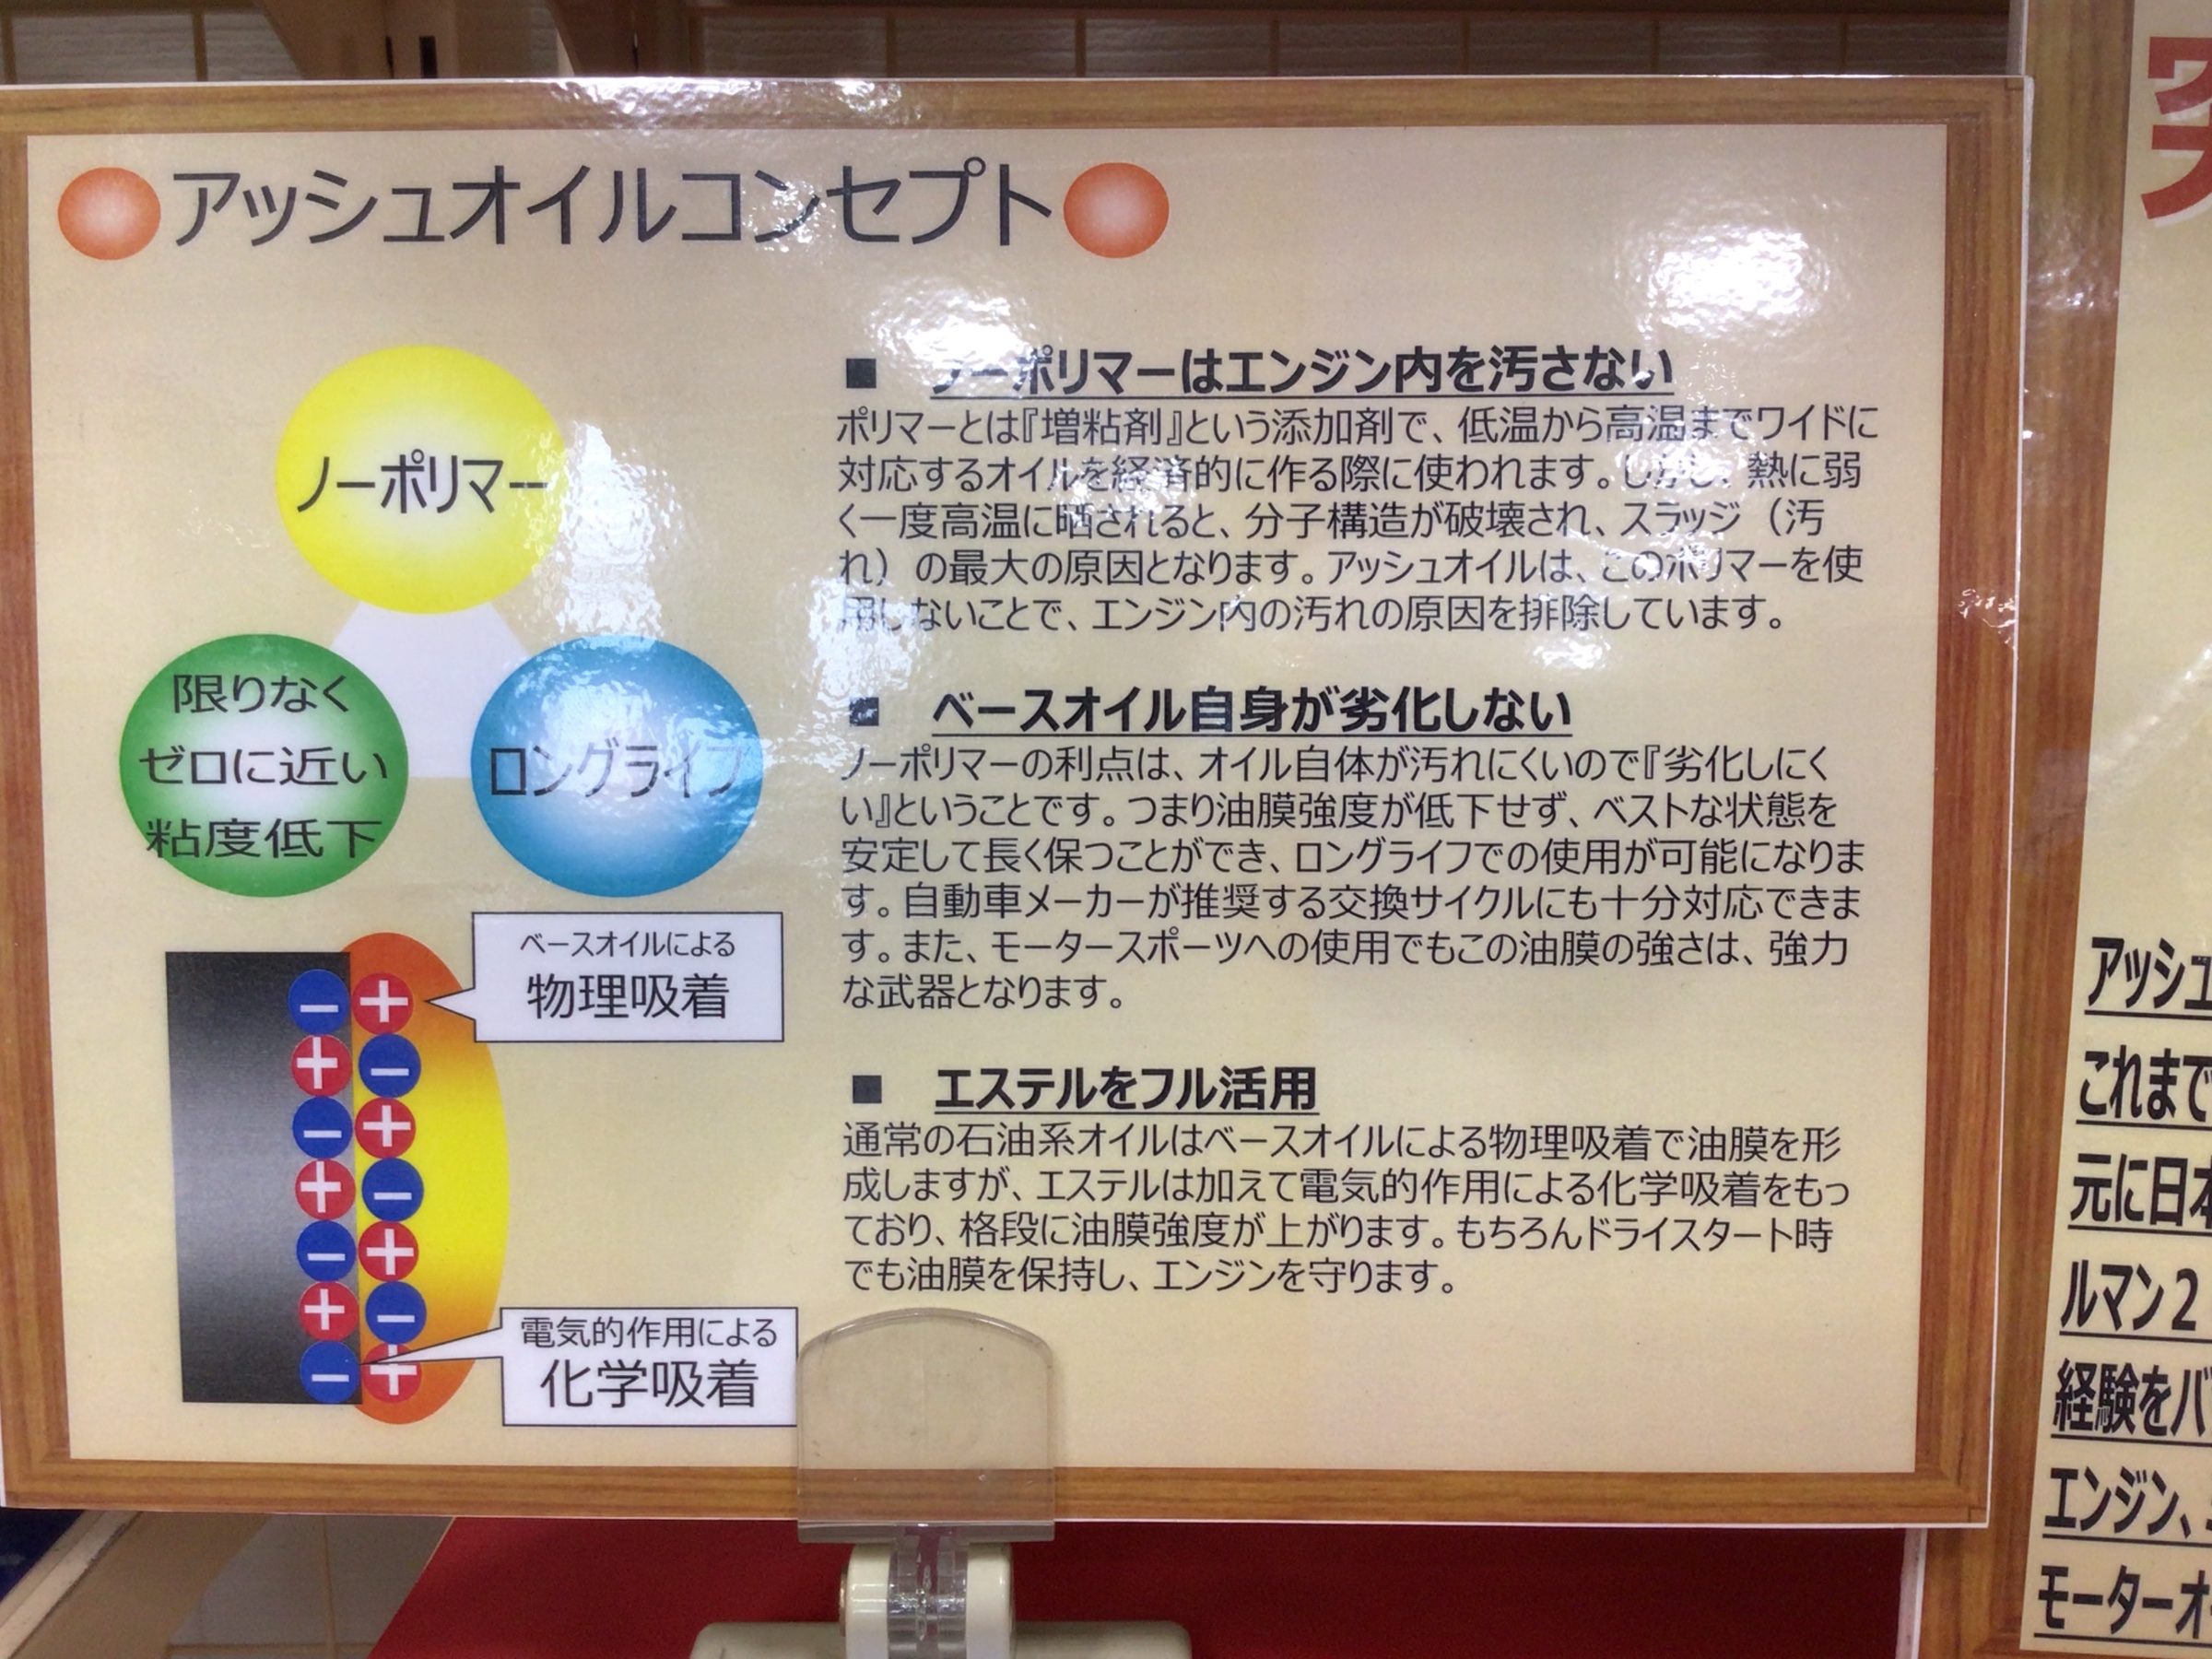 アッシュオイルコンセプト
ノーポリマー
限りなく
ゼロに近い
粘度低下
ロングライフ
ベースオイルによる
物理吸着
電気的作用による
化学吸着
■ ノーポリマーはエンジン内を汚さない
ポリマーとは『増粘剤』という添加剤で、低温から高温までワイドに
対応するオイルを経済的に作る際に使われます。しかし、熱に弱
く一度高温に晒されると、分子構造が破壊され、スラッジ（汚
れ）の最大の原因となります。アッシュオイルは、このポリマーを使
用しないことで、エンジン内の汚れの原因を排除しています。
■ ベースオイル自身が劣化しない
ノーポリマーの利点は、オイル自体が汚れにくいので『劣化しにく
い』ということです。つまり油膜強度が低下せず、ベストな状態を
安定して長く保つことができ、ロングライフでの使用が可能になりま
す。自動車メーカーが推奨する交換サイクルにも十分対応できま
す。また、モータースポーツへの使用でもこの油膜の強さは、強力
な武器となります。
■ エステルをフル活用
通常の石油系オイルはベースオイルによる物理吸着で油膜を形
成しますが、エステルは加えて電気的作用による化学吸着をもっ
ており、格段に油膜強度が上がります。もちろんドライスタート時
でも油膜を保持し、エンジンを守ります。
アッシュ
これまで
元に日本
ルマン２
経験をバ
エンジン、
モーターオ